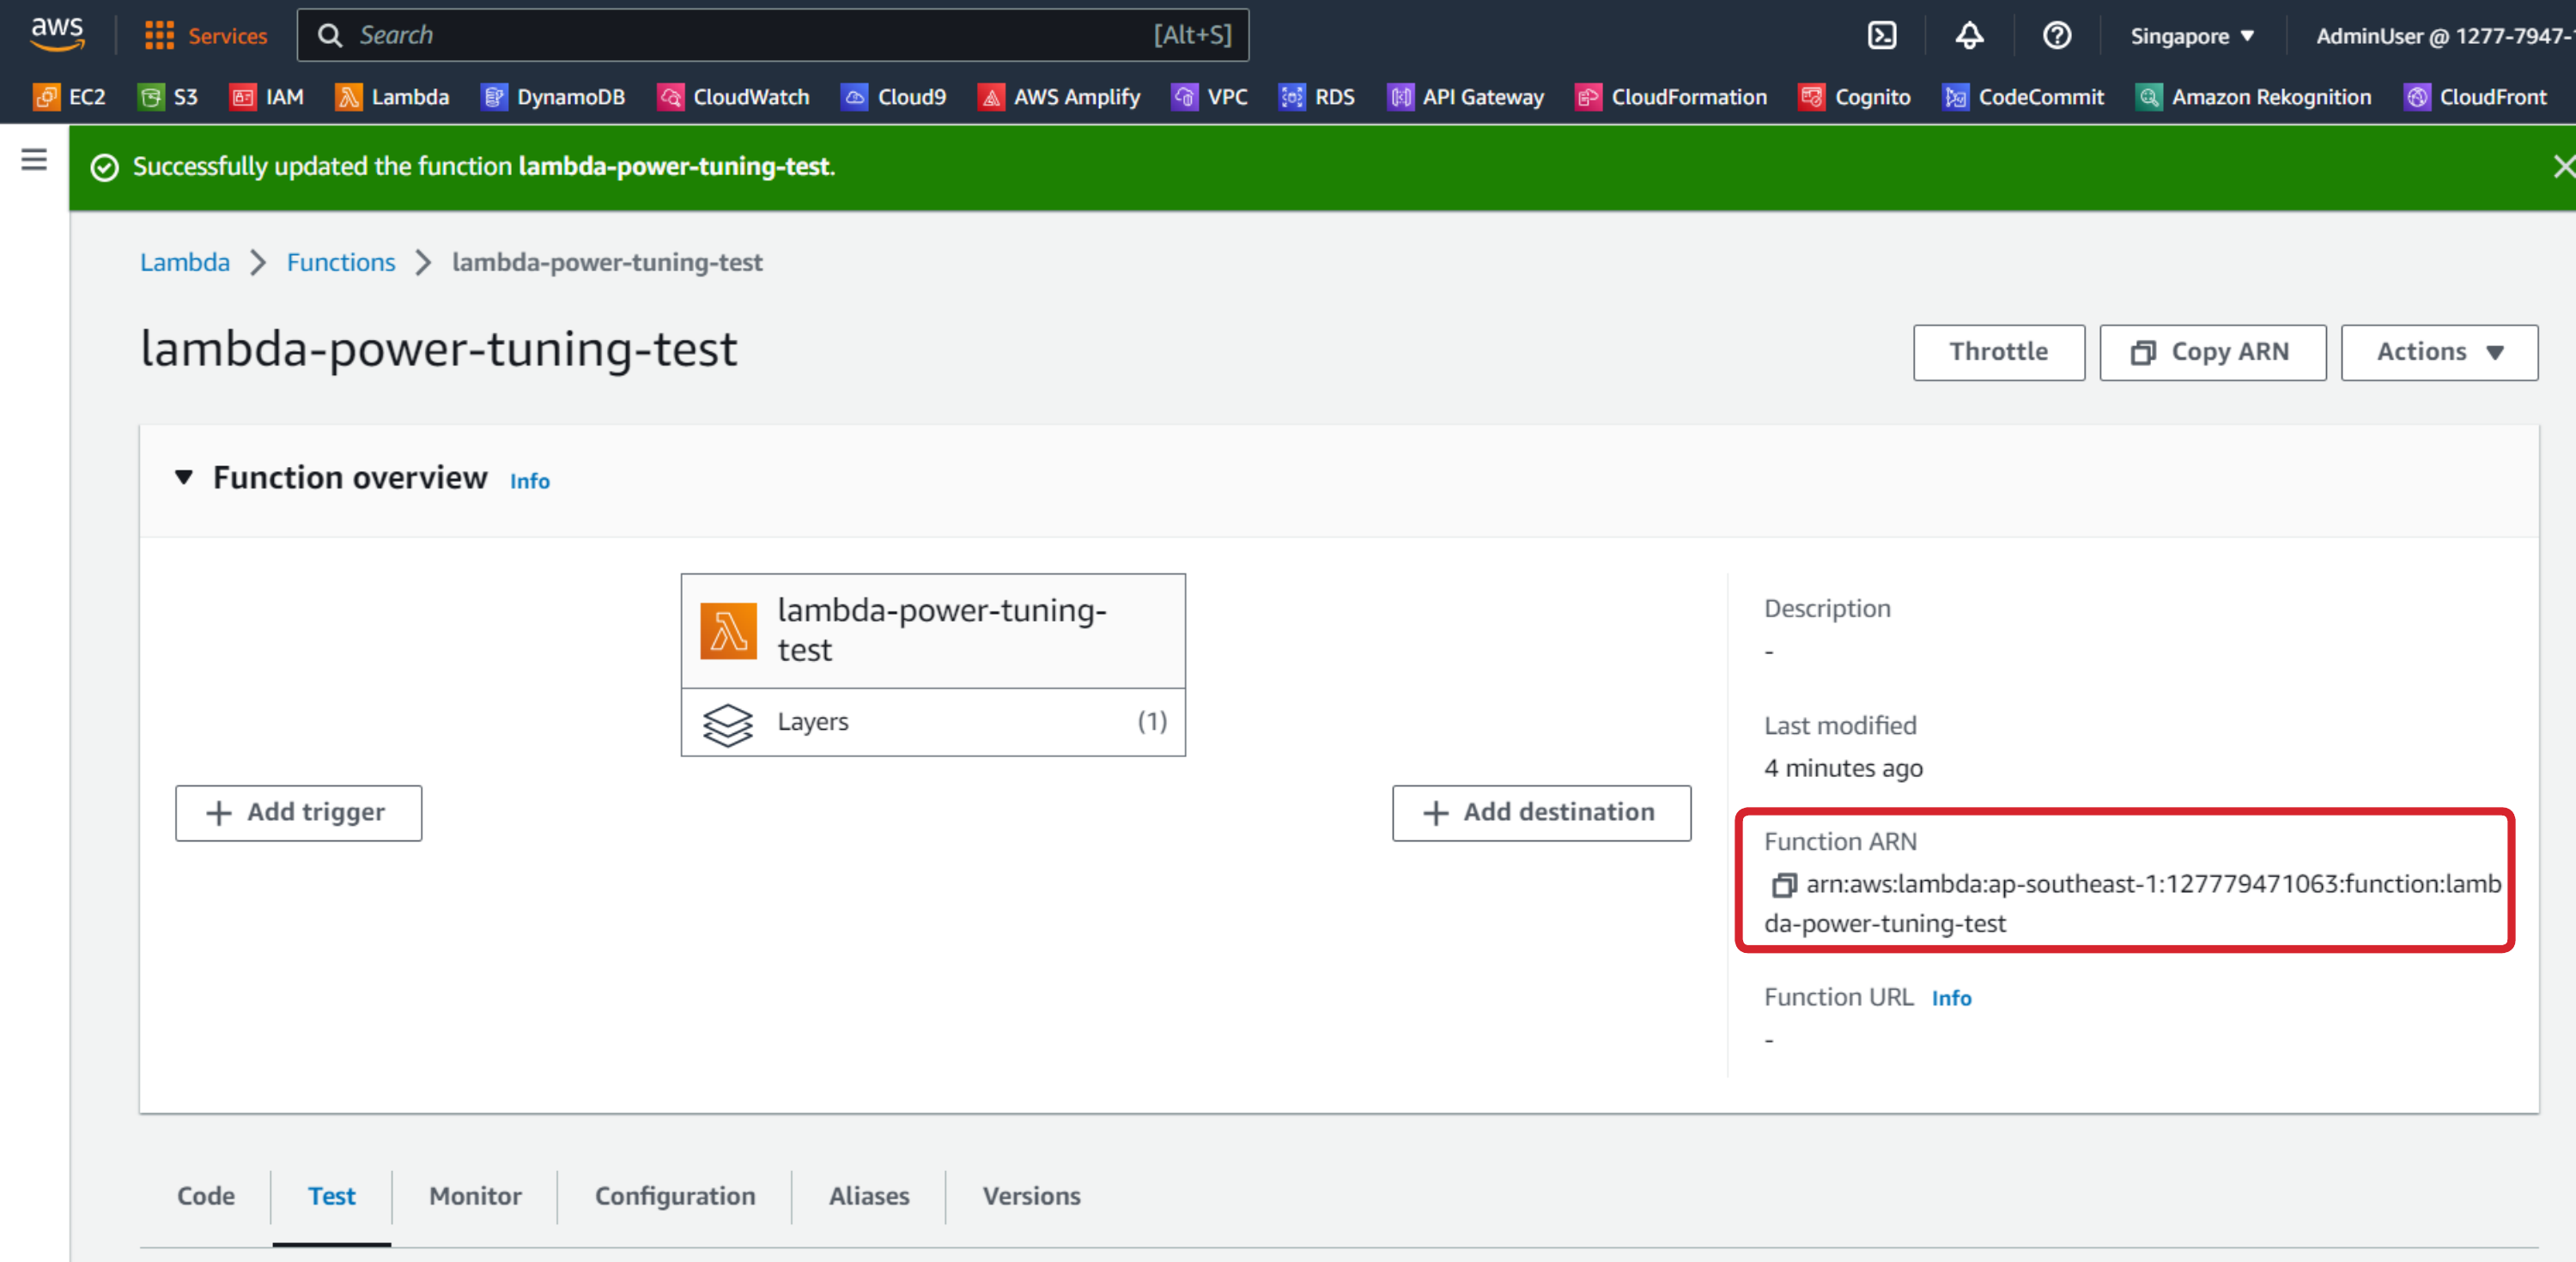 aws Services Search [Alt+S] Singapore AdminUser @ 1277-7947-
EC2 S3 IAM Lambda DynamoDB CloudWatch Cloud9 AWS Amplify VPC RDS API Gateway CloudFormation Cognito CodeCommit Amazon Rekognition CloudFront
Successfully updated the function lambda-power-tuning-test.
Lambda Functions lambda-power-tuning-test
lambda-power-tuning-test
Throttle Copy ARN Actions
Function overview Info
lambda-power-tuning-
test
Layers (1)
Add trigger
Add destination
Description
-
Last modified
4 minutes ago
Function ARN
arn:aws:lambda:ap-southeast-1:127779471063:function:lamb
da-power-tuning-test
Function URL Info
-
Code Test Monitor Configuration Aliases Versions